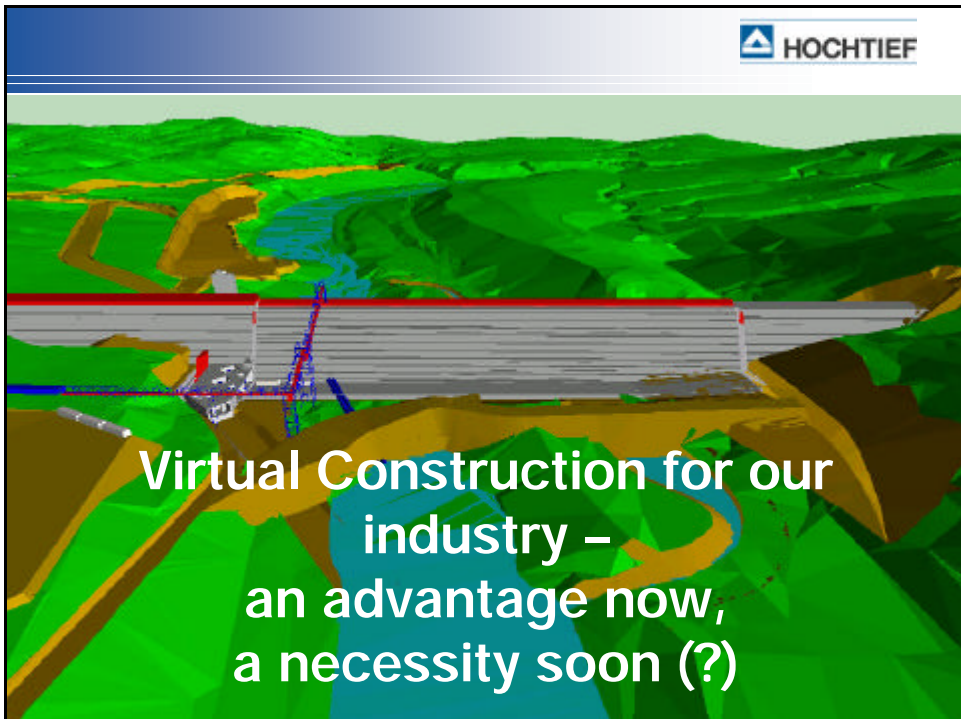 HOCHTIEF
Virtual Construction for our
industry –
an advantage now,
a necessity soon (?)